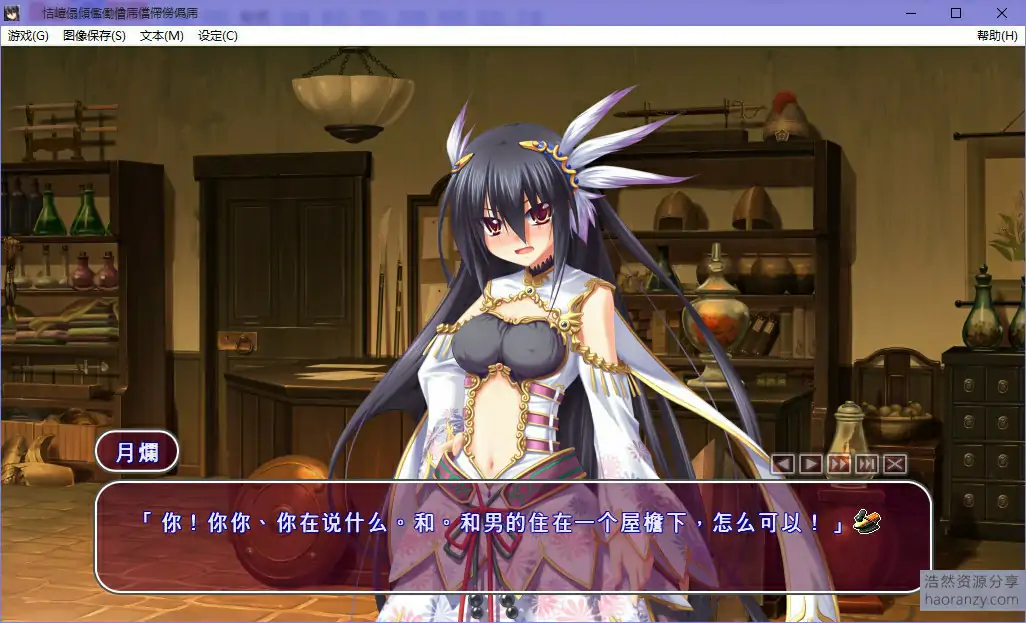 游戏(G) 图像保存(S) 文本(M) 设定(C) 帮助(H)
月爛
「你！你你、你在说什么。和。和男的住在一个屋檐下，怎么可以！」
浩然资源分享
haoranzy.com